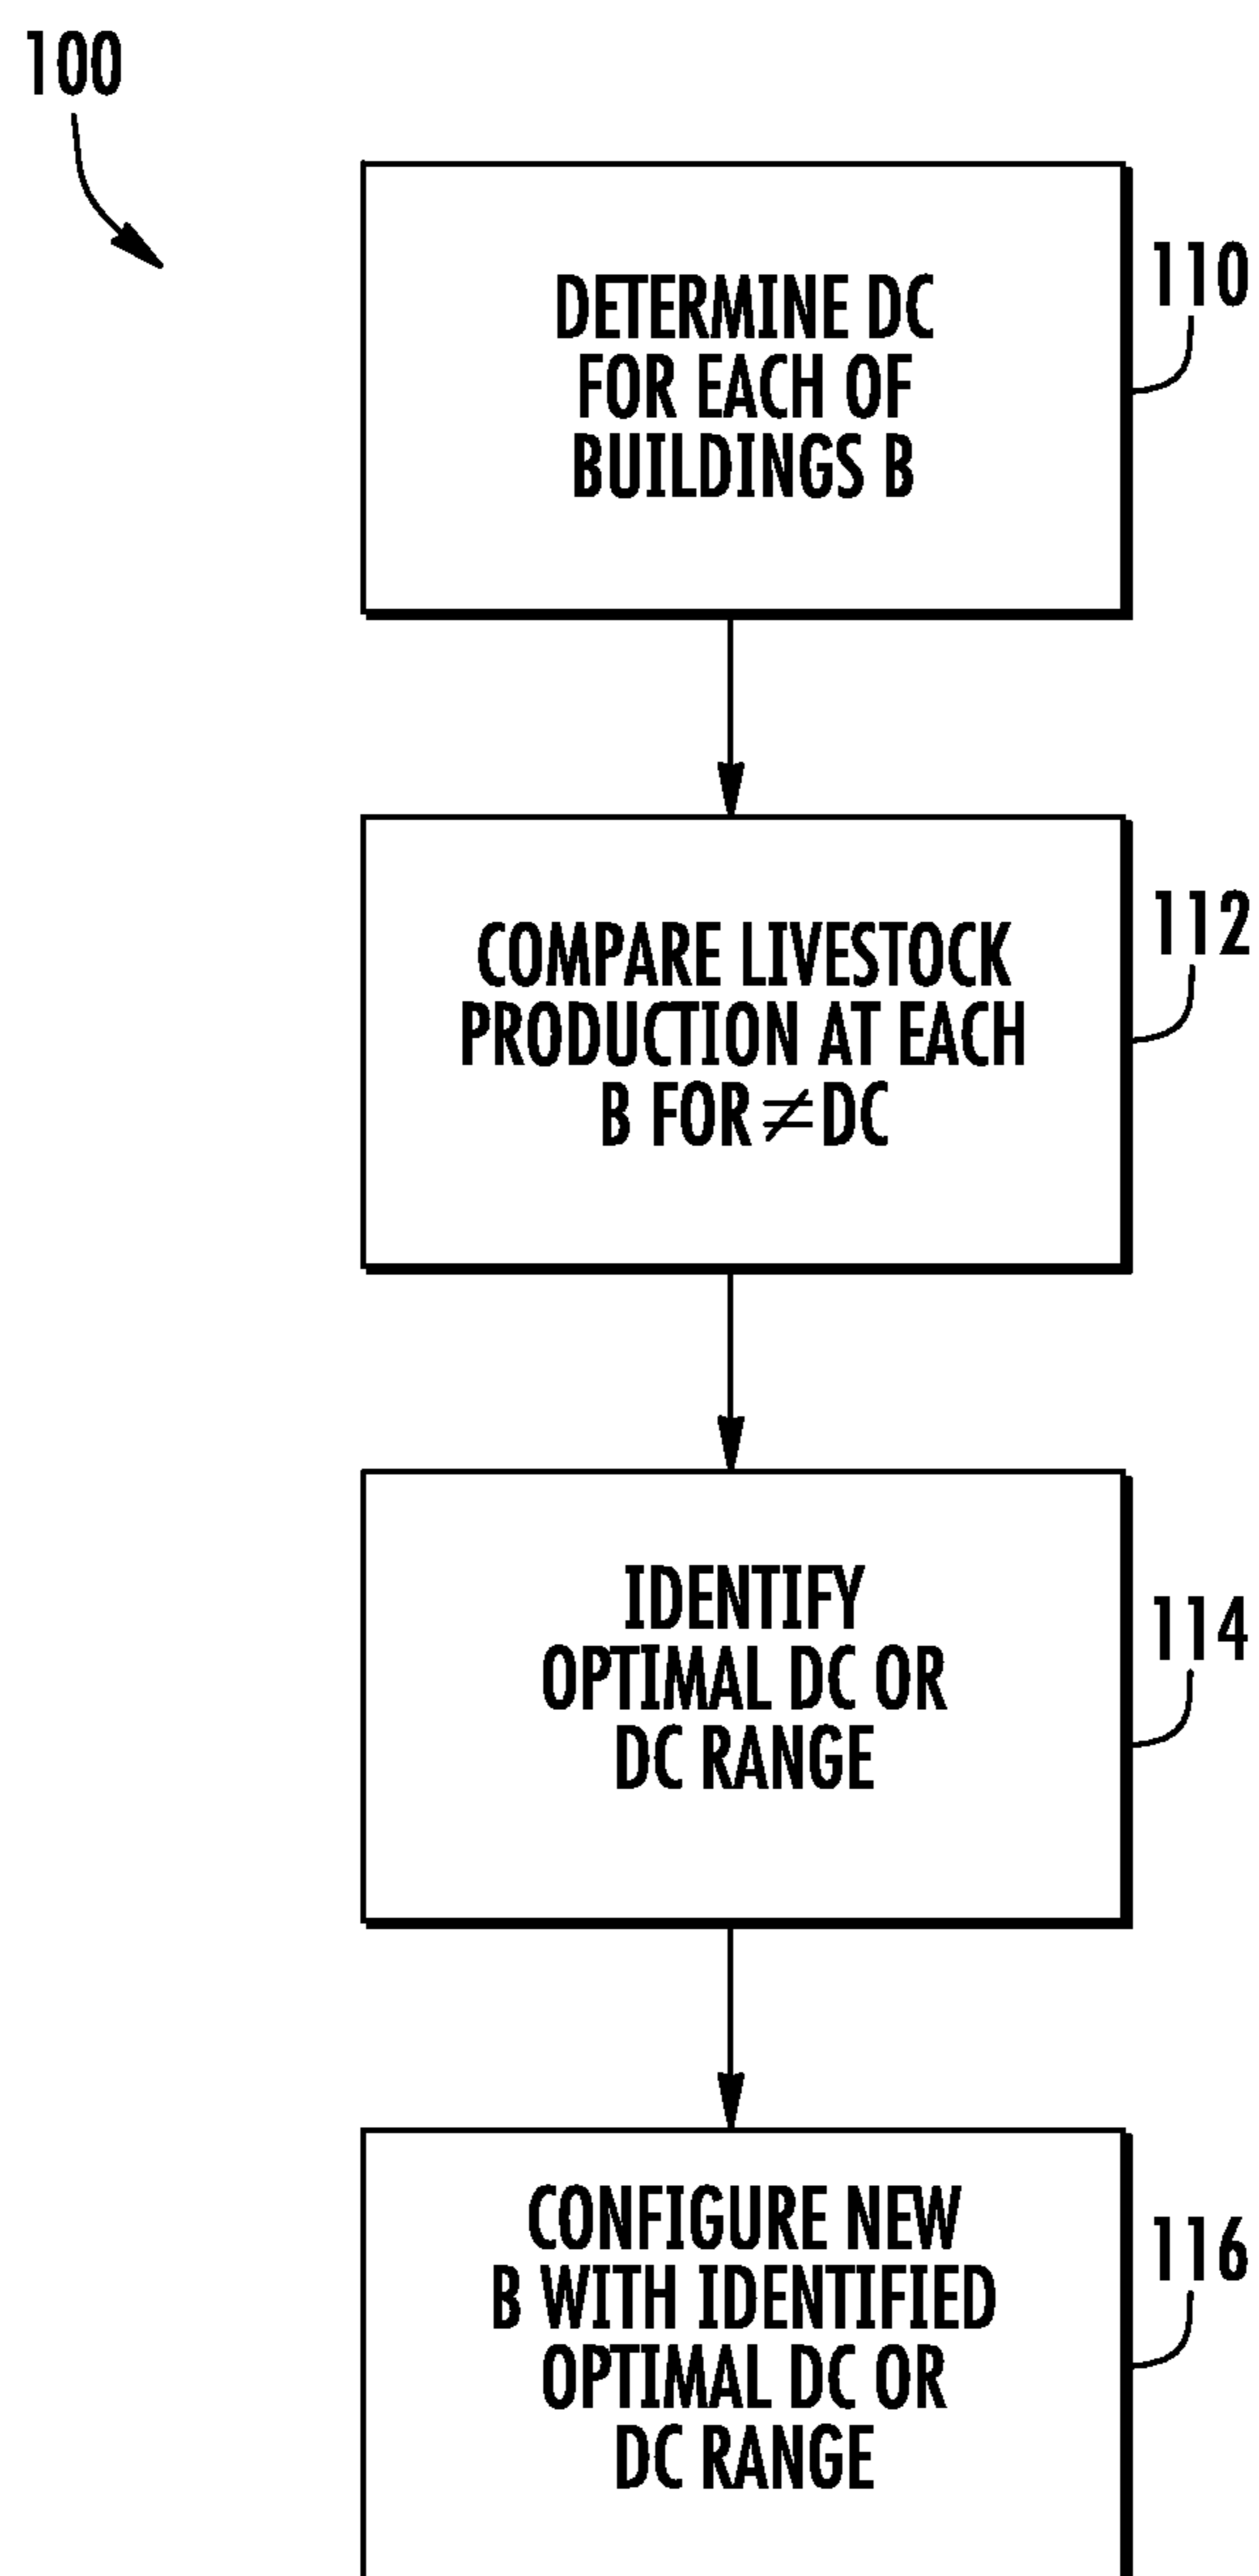 100
DETERMINE DC
FOR EACH OF
BUILDINGS B
110
COMPARE LIVESTOCK
PRODUCTION AT EACH
B FOR ≠ DC
112
IDENTIFY
OPTIMAL DC OR
DC RANGE
114
CONFIGURE NEW
B WITH IDENTIFIED
OPTIMAL DC OR
DC RANGE
116